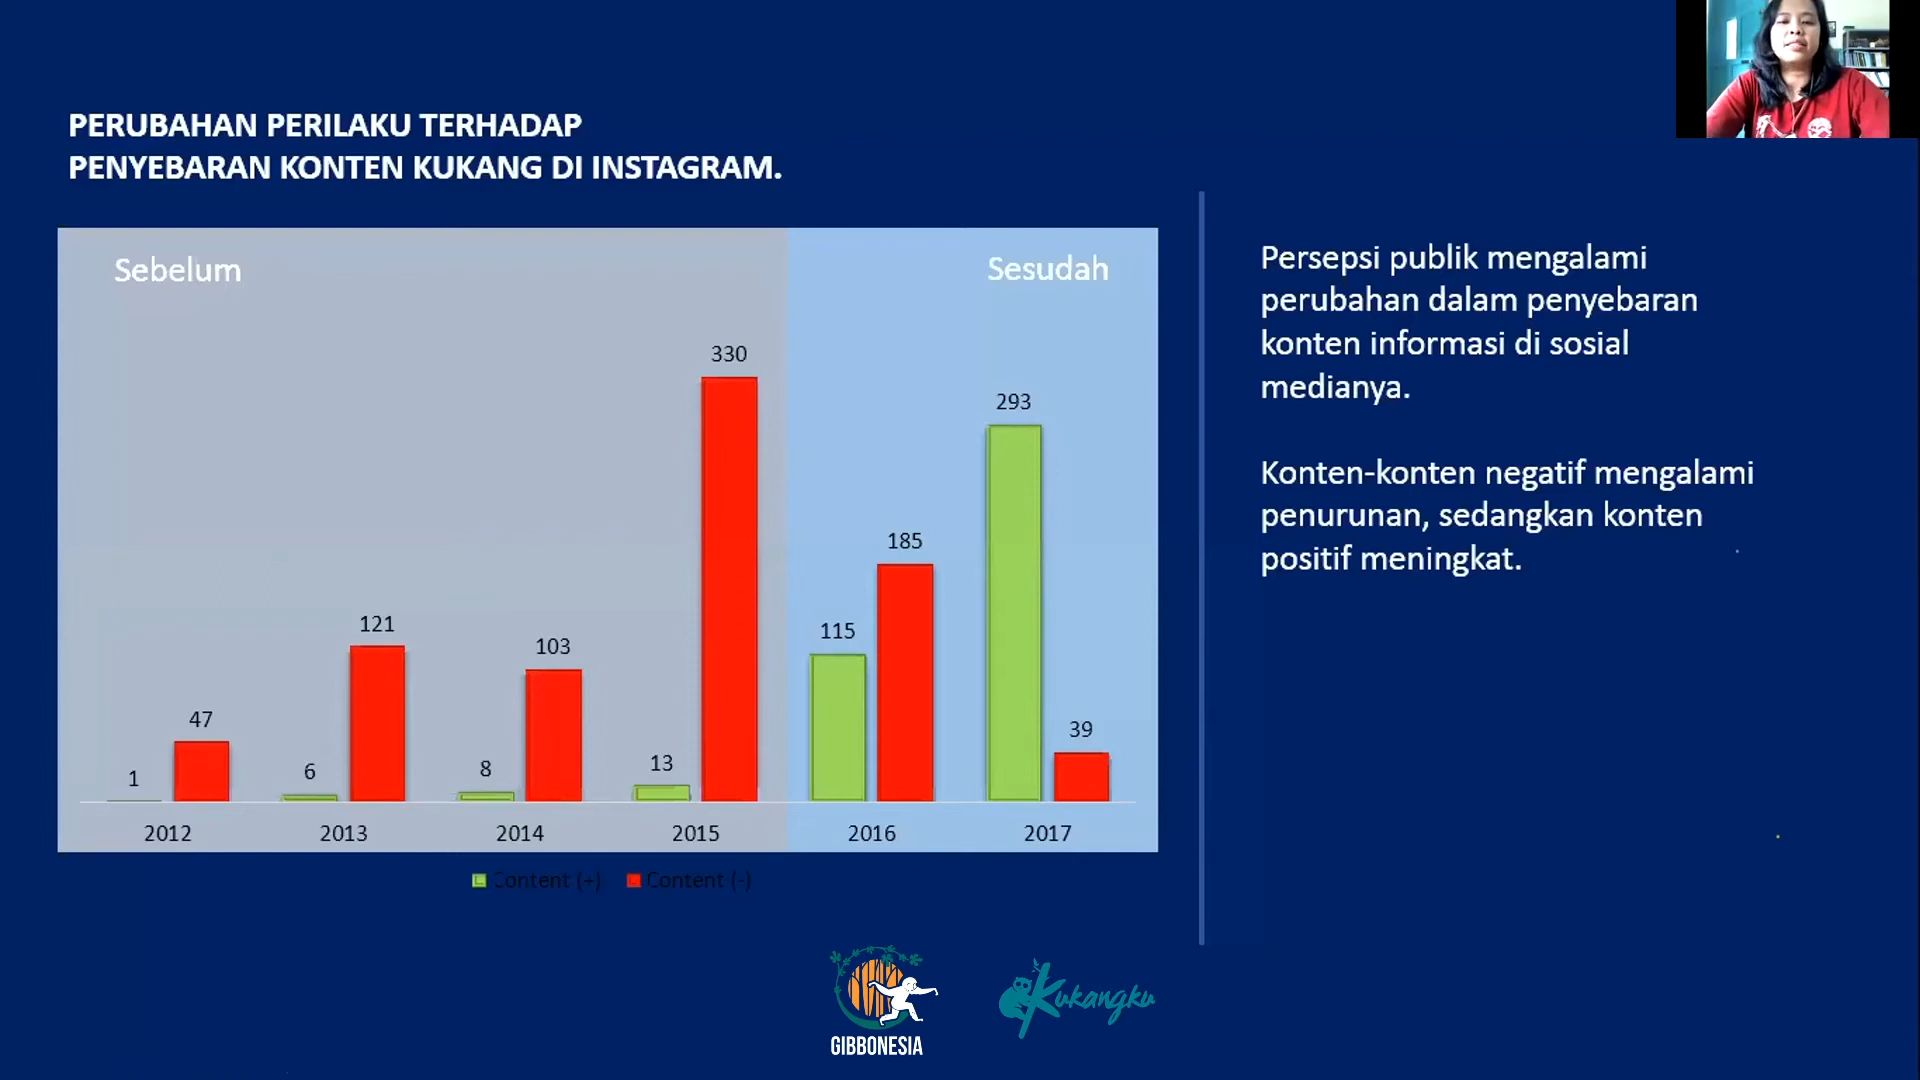 PERUBAHAN PERILAKU TERHADAP
PENYEBARAN KONTEN KUKANG DI INSTAGRAM.
Sebelum
Sesudah
330
293
185
115
121
103
47
39
1
6
8
13
2012
2013
2014
2015
2016
2017
Content (+)
Content (-)
Persepsi publik mengalami
perubahan dalam penyebaran
konten informasi di sosial
medianya.
Konten-konten negatif mengalami
penurunan, sedangkan konten
positif meningkat.
GIBBONESIA
Kukangku